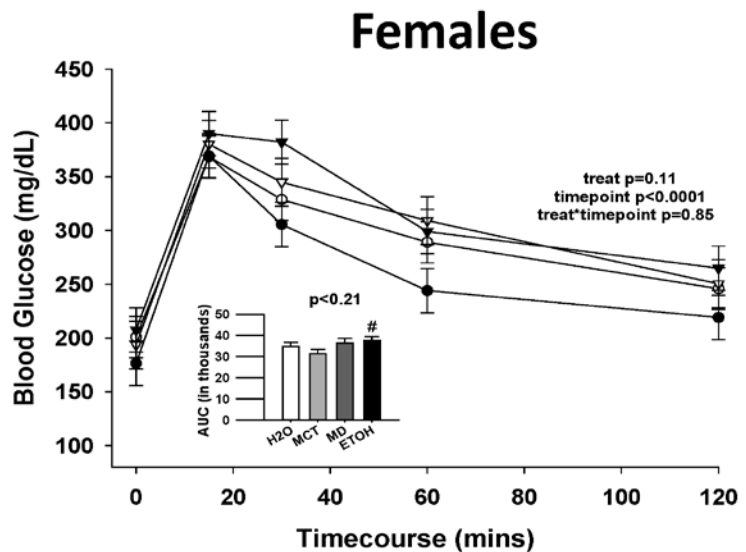 Females
450
400
350
300
250
200
150
100
Blood Glucose (mg/dL)
treat p=0.11
timepoint p<0.0001
treat*timepoint p=0.85
p<0.21
50
40
30
20
10
0
AUC (in thousands)
#
H2O MCT MD ETOH
0 20 40 60 80 100 120
Timecourse (mins)